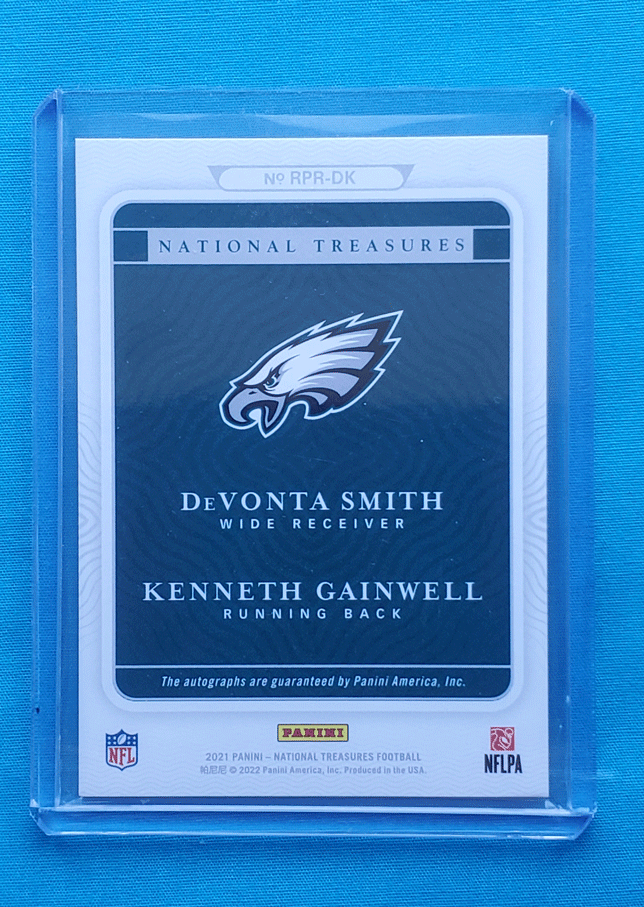 Nº RPR-DK
NATIONAL TREASURES
DeVONTA SMITH
WIDE RECEIVER
KENNETH GAINWELL
RUNNING BACK
The autographs are guaranteed by Panini America, Inc.
PANINI
NFL
2021 PANINI – NATIONAL TREASURES FOOTBALL
帕尼尼 © 2022 Panini America, Inc. Produced in the USA.
NFLPA